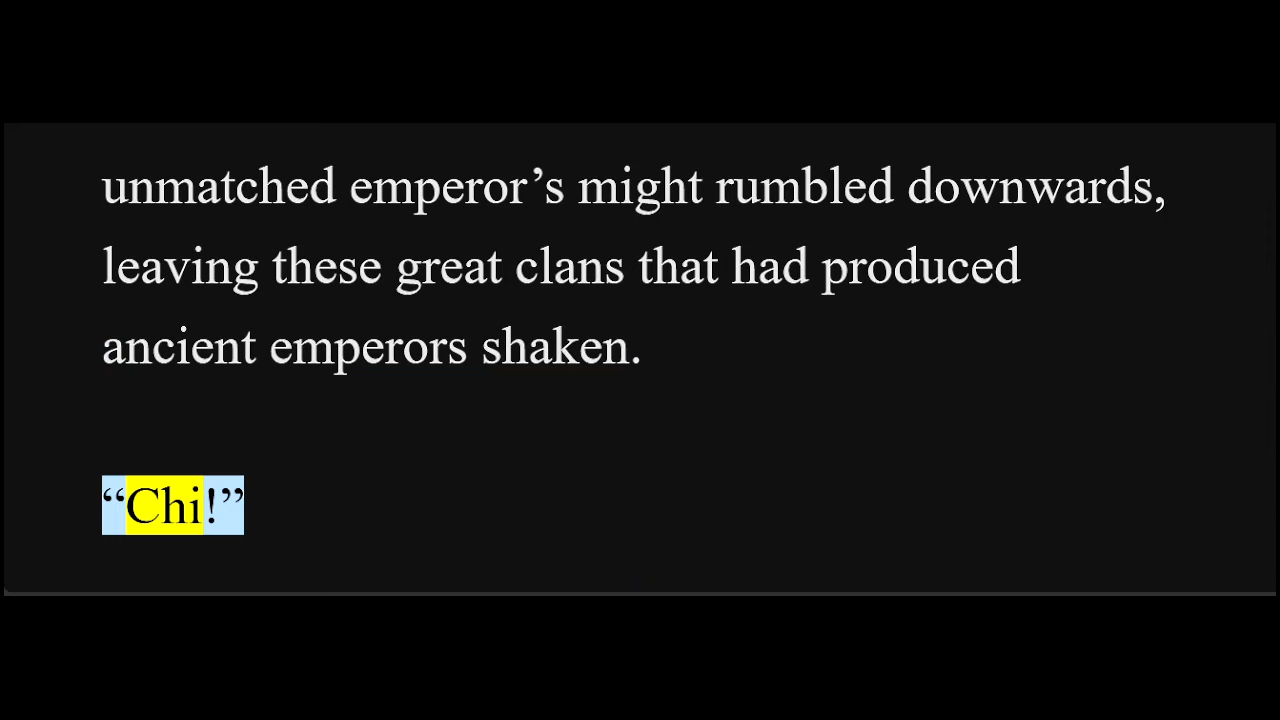 unmatched emperor’s might rumbled downwards,
leaving these great clans that had produced
ancient emperors shaken.
“Chi!”